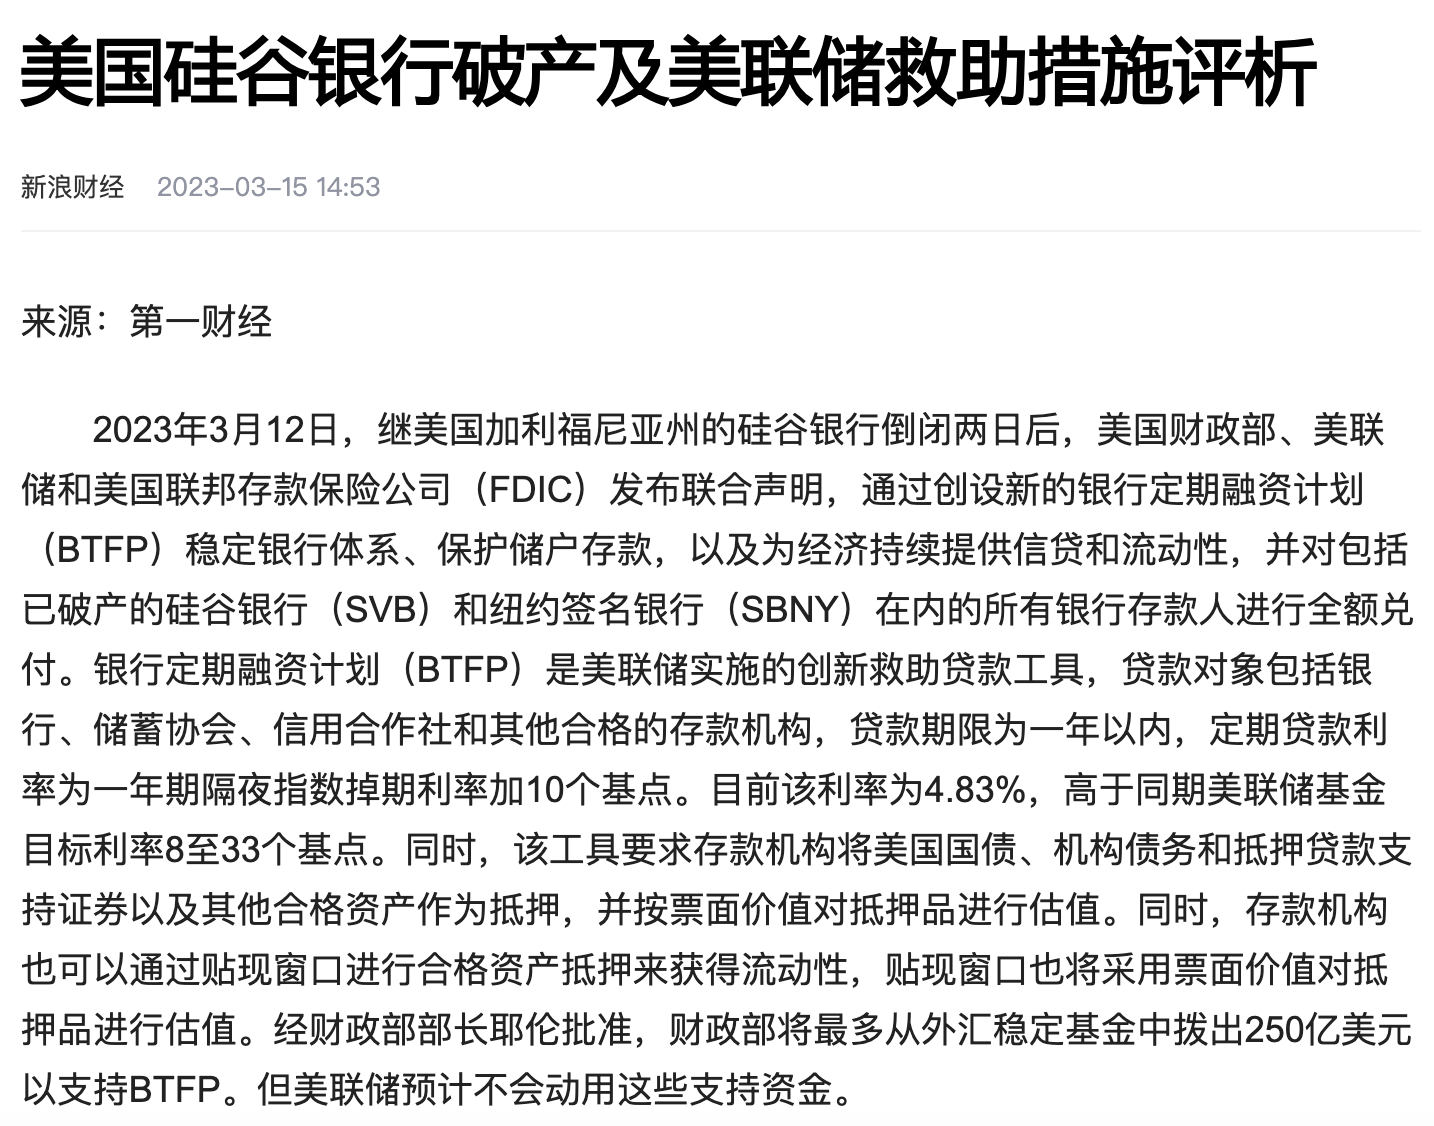 美国硅谷银行破产及美联储救助措施评析
新浪财经 2023-03-15 14:53
来源：第一财经
2023年3月12日，继美国加利福尼亚州的硅谷银行倒闭两日后，美国财政部、美联
储和美国联邦存款保险公司（FDIC）发布联合声明，通过创设新的银行定期融资计划
（BTFP）稳定银行体系、保护储户存款，以及为经济持续提供信贷和流动性，并对包括
已破产的硅谷银行（SVB）和纽约签名银行（SBNY）在内的所有银行存款人进行全额兑
付。银行定期融资计划（BTFP）是美联储实施的创新救助贷款工具，贷款对象包括银
行、储蓄协会、信用合作社和其他合格的存款机构，贷款期限为一年以内，定期贷款利
率为一年期隔夜指数掉期利率加10个基点。目前该利率为4.83%，高于同期美联储基金
目标利率8至33个基点。同时，该工具要求存款机构将美国国债、机构债务和抵押贷款支
持证券以及其他合格资产作为抵押，并按票面价值对抵押品进行估值。同时，存款机构
也可以通过贴现窗口进行合格资产抵押来获得流动性，贴现窗口也将采用票面价值对抵
押品进行估值。经财政部部长耶伦批准，财政部将最多从外汇稳定基金中拨出250亿美元
以支持BTFP。但美联储预计不会动用这些支持资金。